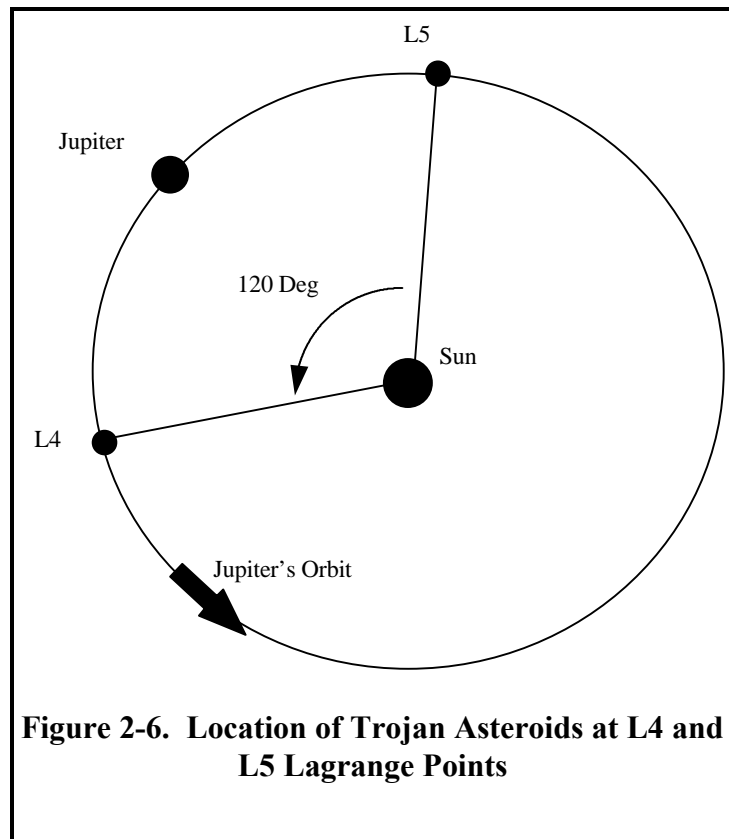 L5
Jupiter
120 Deg
Sun
L4
Jupiter's Orbit
Figure 2-6. Location of Trojan Asteroids at L4 and
L5 Lagrange Points